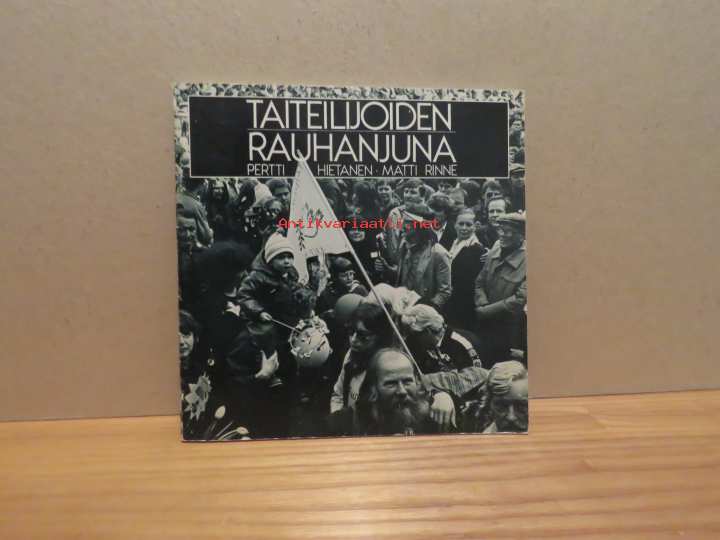 TAITEILIJOIDEN
RAUHANJUNA
PERTTI HIETANEN · MATTI RINNE
Antikvariaatti.net